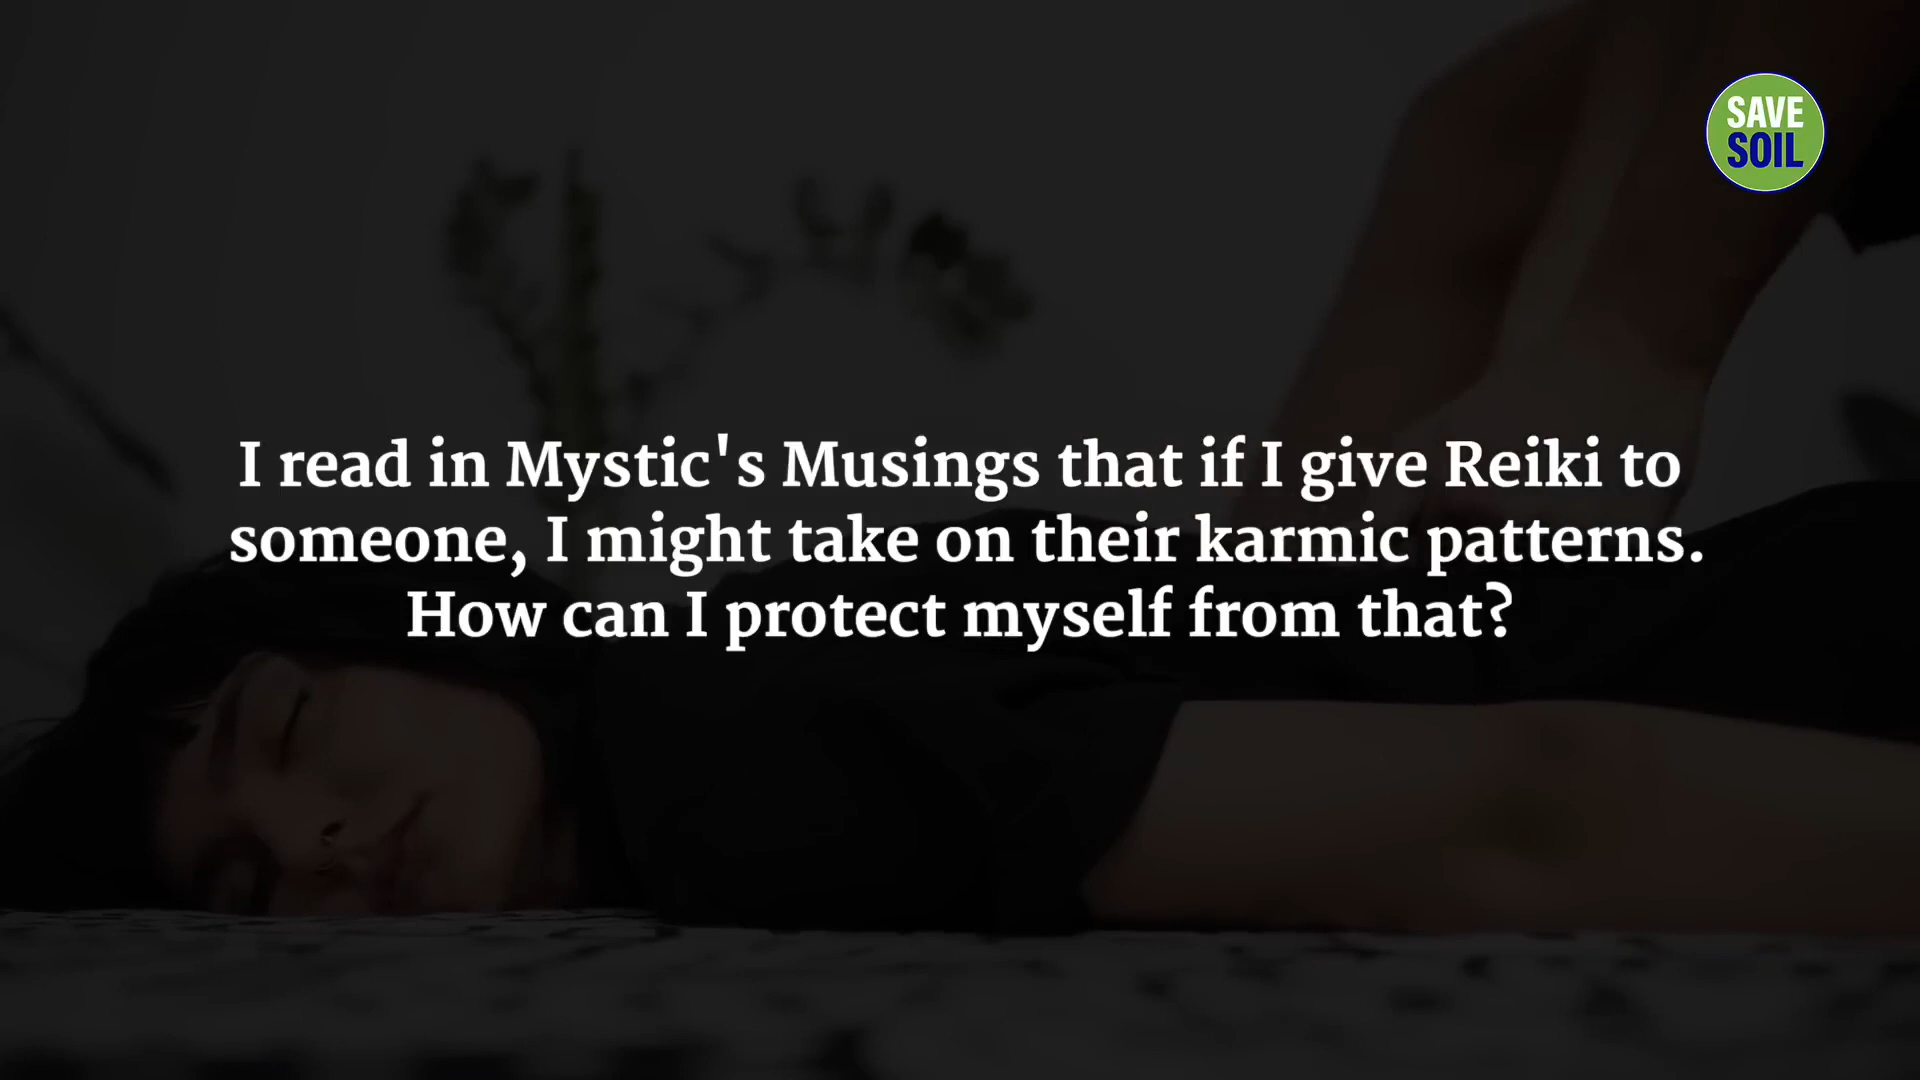 SAVE
SOIL
I read in Mystic's Musings that if I give Reiki to
someone, I might take on their karmic patterns.
How can I protect myself from that?